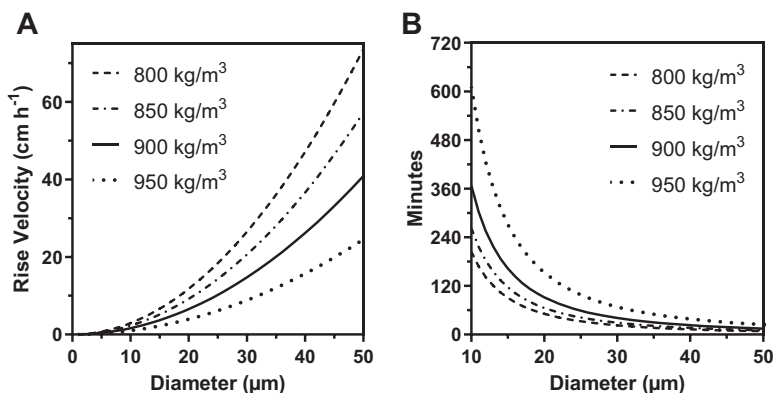 A
Rise Velocity (cm h⁻¹)
60
40
20
0
800 kg/m³
850 kg/m³
900 kg/m³
950 kg/m³
0 10 20 30 40 50
Diameter (µm)
B
Minutes
720
600
480
360
240
120
0
800 kg/m³
850 kg/m³
900 kg/m³
950 kg/m³
10 20 30 40 50
Diameter (µm)